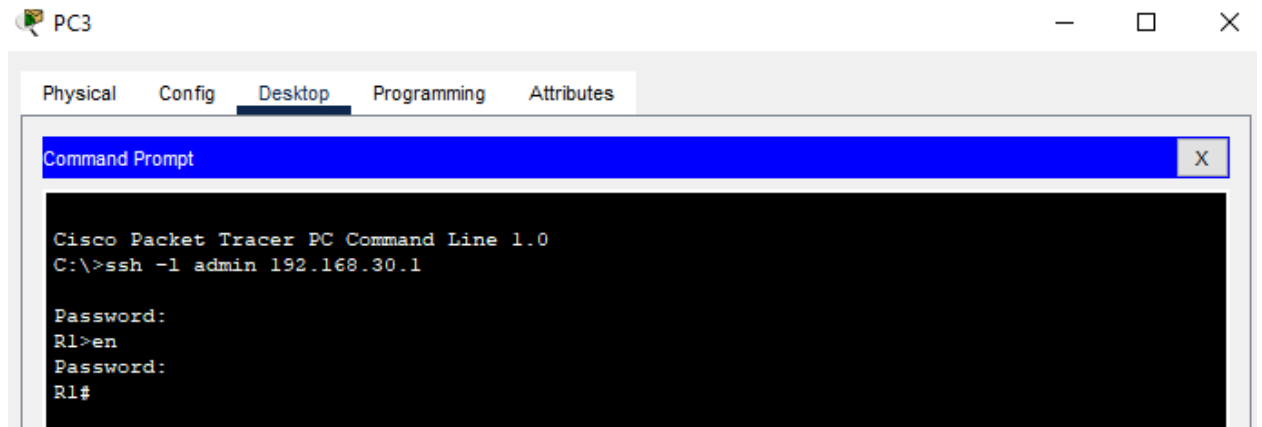 PC3
Physical Config Desktop Programming Attributes
Command Prompt X
Cisco Packet Tracer PC Command Line 1.0
C:\>ssh -l admin 192.168.30.1
Password:
R1>en
Password:
R1#